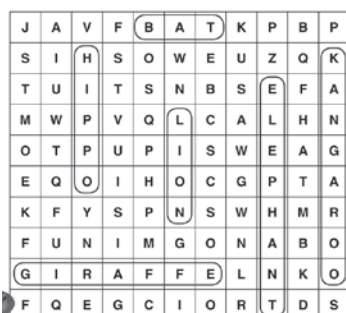 J A V F B A T K P B P
S I H S O W E U Z Q K
T U I T S N B S E F A
M W P V Q L C A L H N
O T P U P I S W E A G
E Q O I H O C G P T A
K F Y S P N S W H M R
F U N I M G O N A B O
G I R A F F E L N K O
F Q E G C I O R T D S